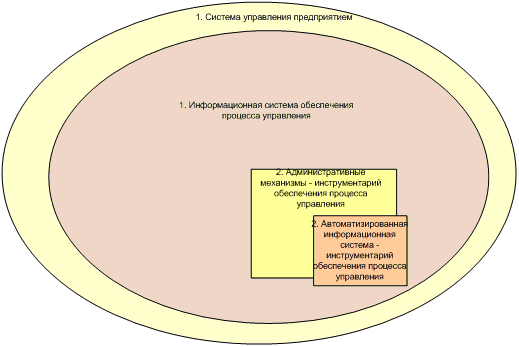 1. Система управления предприятием
1. Информационная система обеспечения
процесса управления
2. Административные
механизмы - инструментарий
обеспечения процесса
управления
2. Автоматизированная
информационная
система -
инструментарий
обеспечения процесса
управления